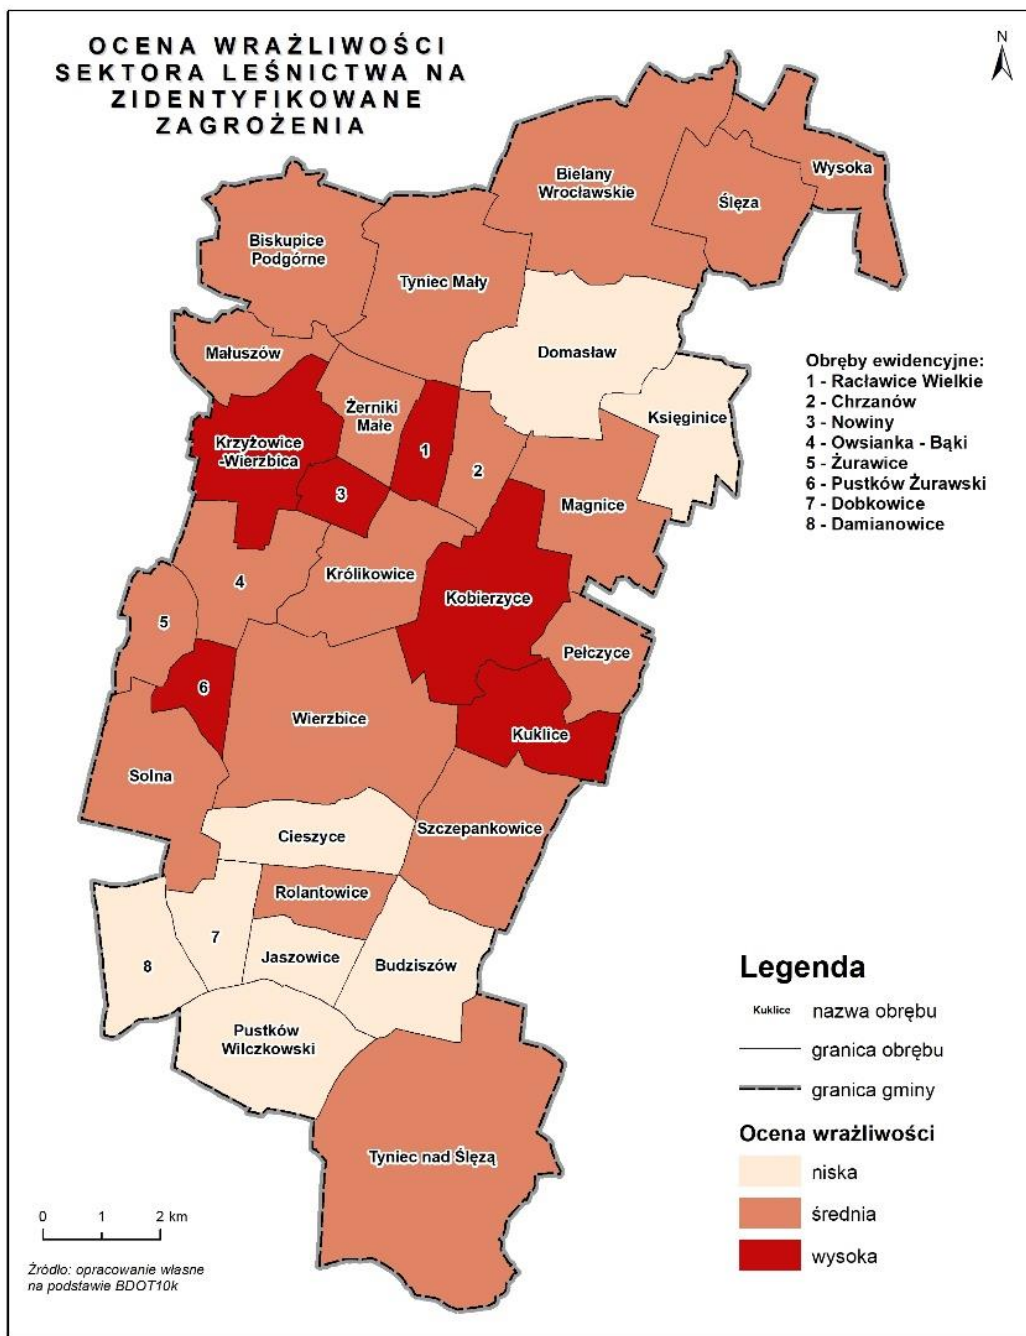 OCENA WRAŻLIWOŚCI
SEKTORA LEŚNICTWA NA
ZIDENTYFIKOWANE
ZAGROŻENIA
N
Bielany
Wrocławskie
Wysoka
Ślęza
Biskupice
Podgórne
Tyniec Mały
Małuszów
Domasław
Księginice
Żerniki
Małe
Krzyżowice
-Wierzbica
1
2
3
Magnice
4
Królikowice
Kobierzyce
5
Pełczyce
6
Wierzbice
Kuklice
Solna
Cieszyce
Szczepankowice
Rolantowice
7
8
Jaszowice
Budziszów
Pustków
Wilczkowski
Tyniec nad Ślęzą
Obręby ewidencyjne:
1 - Racławice Wielkie
2 - Chrzanów
3 - Nowiny
4 - Owsianka - Bąki
5 - Żurawice
6 - Pustków Żurawski
7 - Dobkowice
8 - Damianowice
Legenda
Kuklice nazwa obrębu
granica obrębu
granica gminy
Ocena wrażliwości
niska
średnia
wysoka
0 1 2 km
Źródło: opracowanie własne
na podstawie BDOT10k